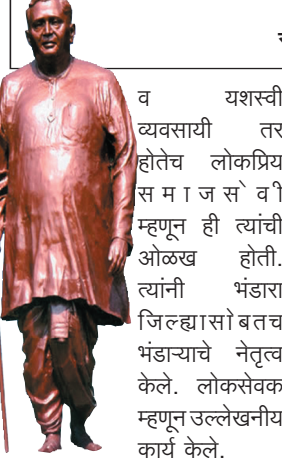 व यशस्वी
व्यवसायी तर
होतेच लोकप्रिय
समाजसेवी
म्हणून ही त्यांची
ओळख होती.
त्यांनी भंडारा
जिल्ह्यासोबतच
भंडाऱ्याचे नेतृत्व
केले. लोकसेवक
म्हणून उल्लेखनीय
कार्य केले.